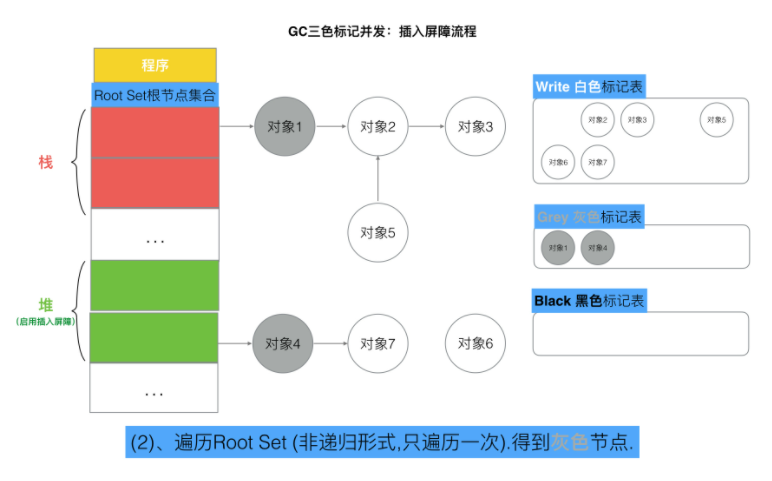 GC三色标记并发：插入屏障流程
程序
Root Set根节点集合
栈
...
堆
(启用插入屏障)
...
对象1
对象2
对象3
对象5
对象4
对象7
对象6
Write 白色标记表
对象2
对象3
对象5
对象6
对象7
Grey 灰色标记表
对象1
对象4
Black 黑色标记表
(2)、遍历Root Set (非递归形式,只遍历一次).得到灰色节点.